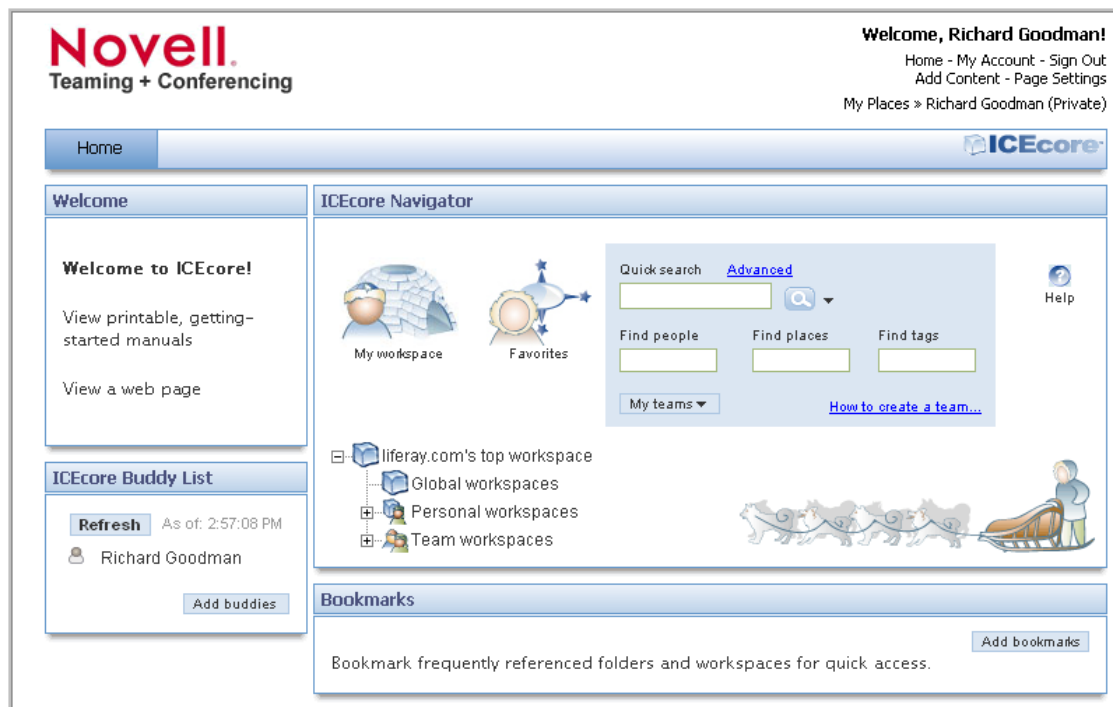 Novell.
Teaming + Conferencing
Welcome, Richard Goodman!
Home - My Account - Sign Out
Add Content - Page Settings
My Places » Richard Goodman (Private)
Home
ICEcore
Welcome
Welcome to ICEcore!
View printable, getting-
started manuals
View a web page
ICEcore Buddy List
Refresh As of: 2:57:08 PM
Richard Goodman
Add buddies
ICEcore Navigator
My workspace
Favorites
Quick search Advanced
Find people Find places Find tags
My teams
How to create a team...
Help
liferay.com's top workspace
Global workspaces
Personal workspaces
Team workspaces
Bookmarks
Add bookmarks
Bookmark frequently referenced folders and workspaces for quick access.